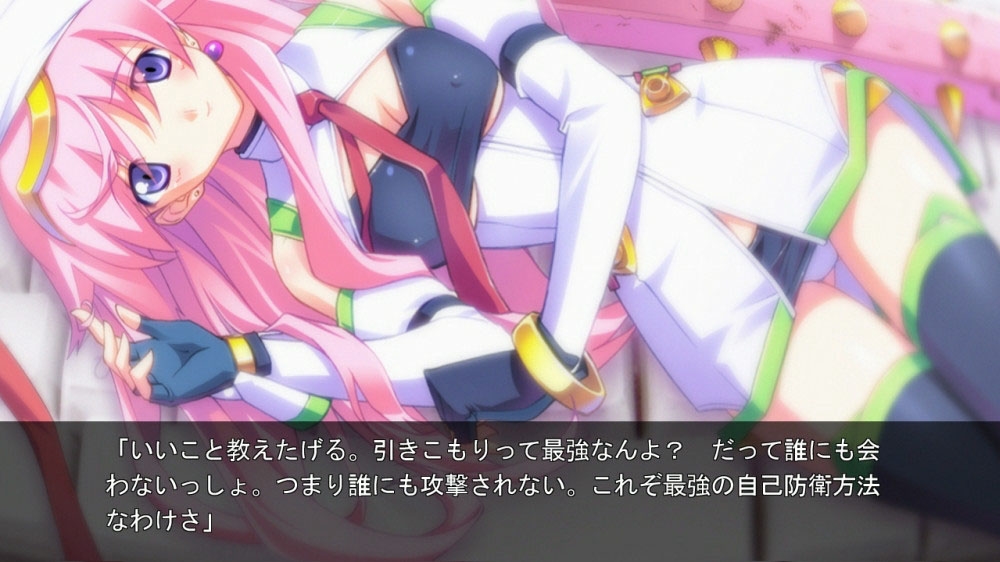 「いいこと教えたげる。引きこもりって最強なんよ？　だって誰にも会
わないっしょ。つまり誰にも攻撃されない。これぞ最強の自己防衛方法
なわけさ」